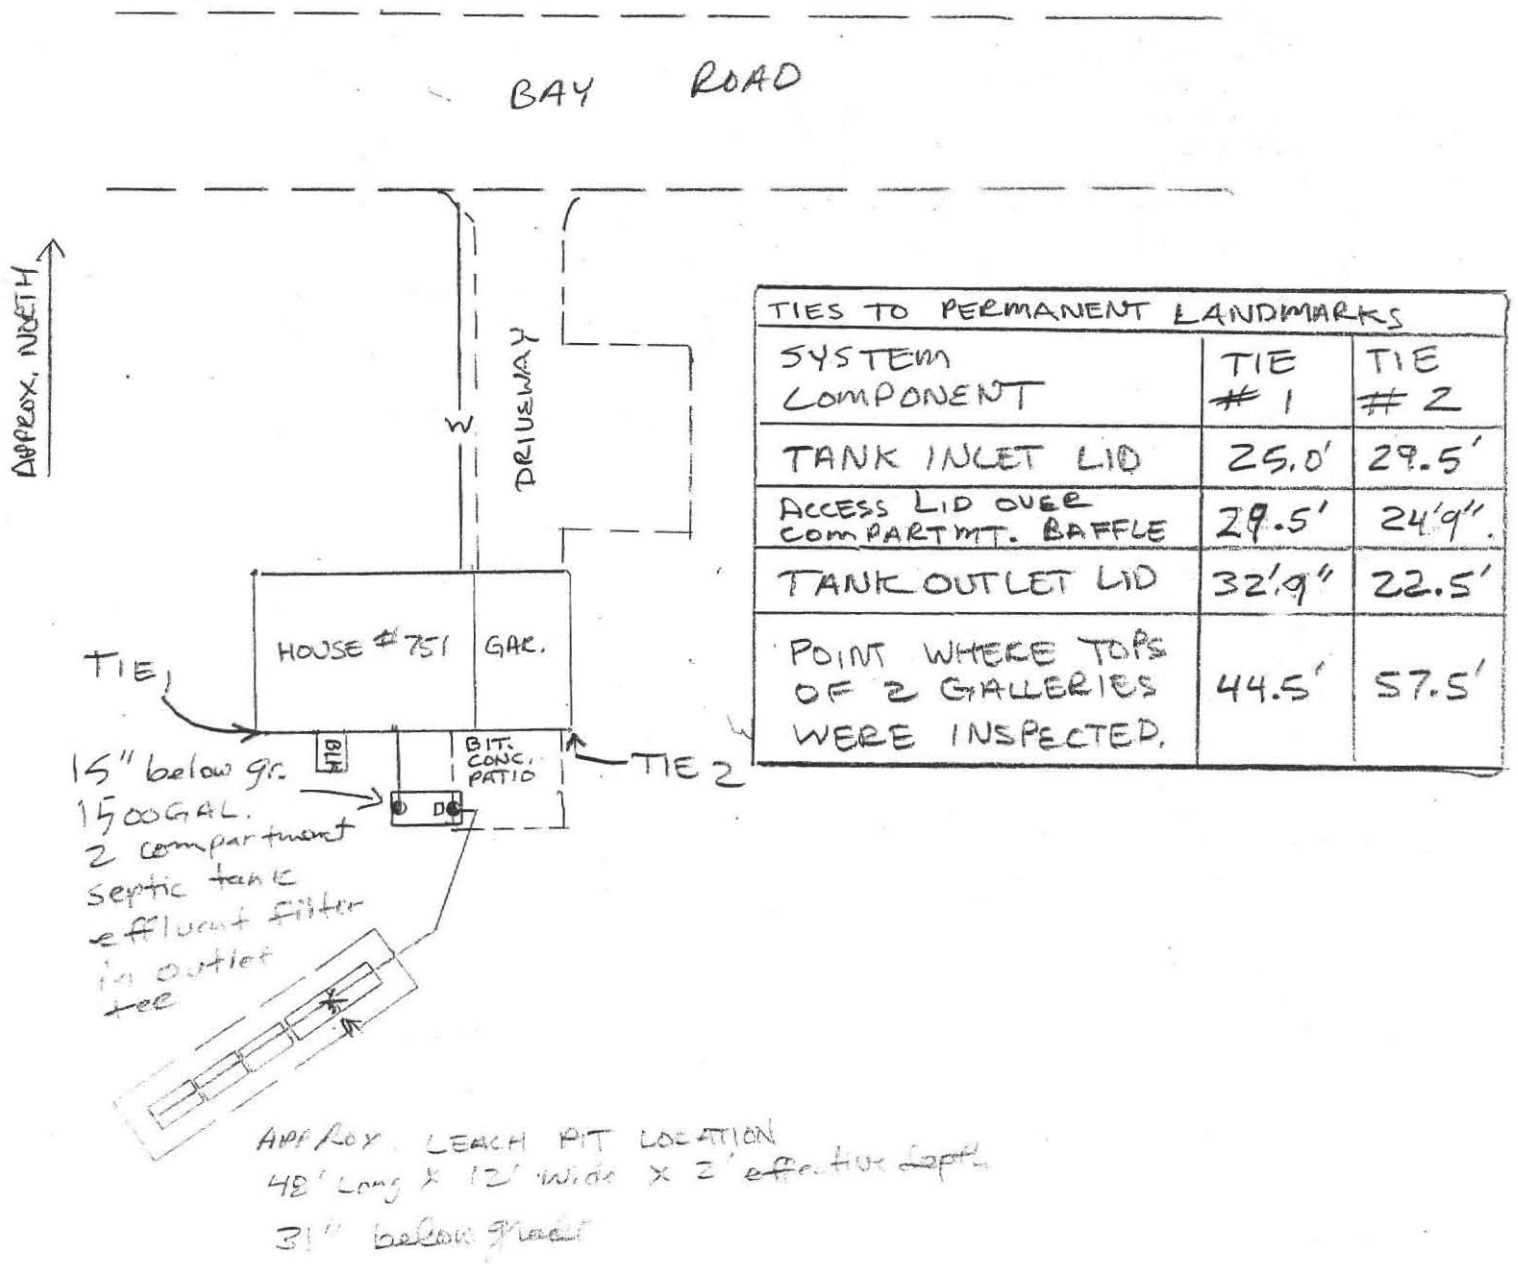 BAY ROAD
APPROX. NORTH
W
DRIVEWAY
TIES TO PERMANENT LANDMARKS
SYSTEM COMPONENT
TIE # 1
TIE # 2
TANK INLET LID 25.0' 29.5'
ACCESS LID OVER
COMPARTMT. BAFFLE 29.5' 24'9".
TANK OUTLET LID 32'.9" 22.5'
POINT WHERE TOPS
OF 2 GALLERIES 44.5' 57.5'
WERE INSPECTED.
HOUSE # 751 GAR.
TIE 1
BIT.
CONC.
PATIO
TIE 2
15" below gr.
1500 GAL.
2 compartment
septic tank
effluent filter
in outlet
tee
APPROX. LEACH PIT LOCATION
48' Long x 12' wide x 2' effective depth
31" below grade